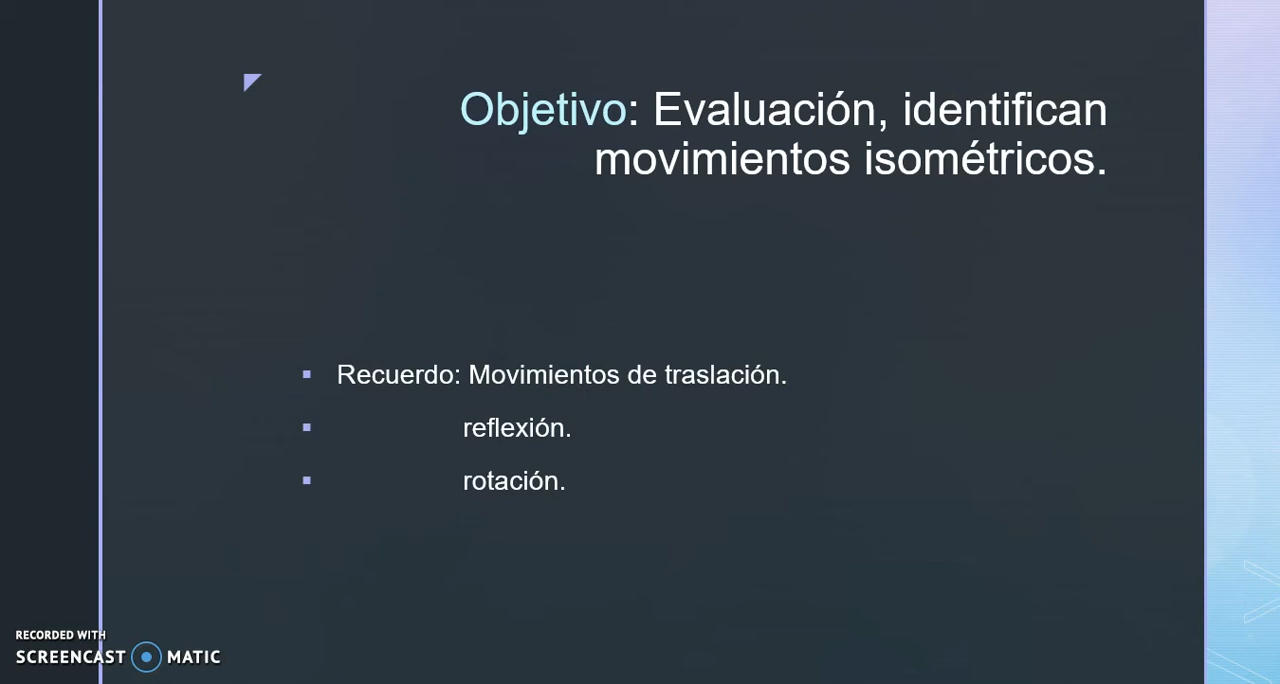 Objetivo: Evaluación, identifican
movimientos isométricos.
Recuerdo: Movimientos de traslación.
reflexión.
rotación.
RECORDED WITH
SCREENCAST MATIC